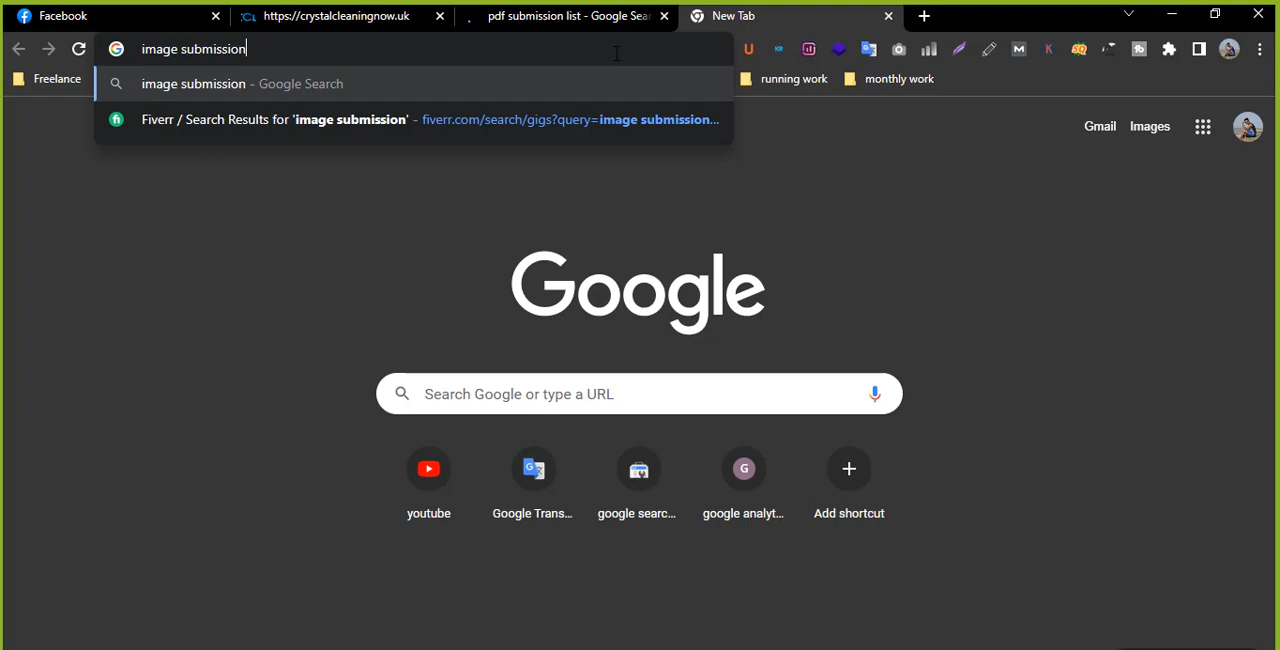 Facebook
https://crystalcleaningnow.uk
pdf submission list - Google Sear
New Tab
image submission
Freelance
image submission - Google Search
running work
monthly work
Fiverr / Search Results for 'image submission' - fiverr.com/search/gigs?query=image submission...
Gmail
Images
Google
Search Google or type a URL
G
youtube
Google Trans...
google searc...
google analyt...
Add shortcut